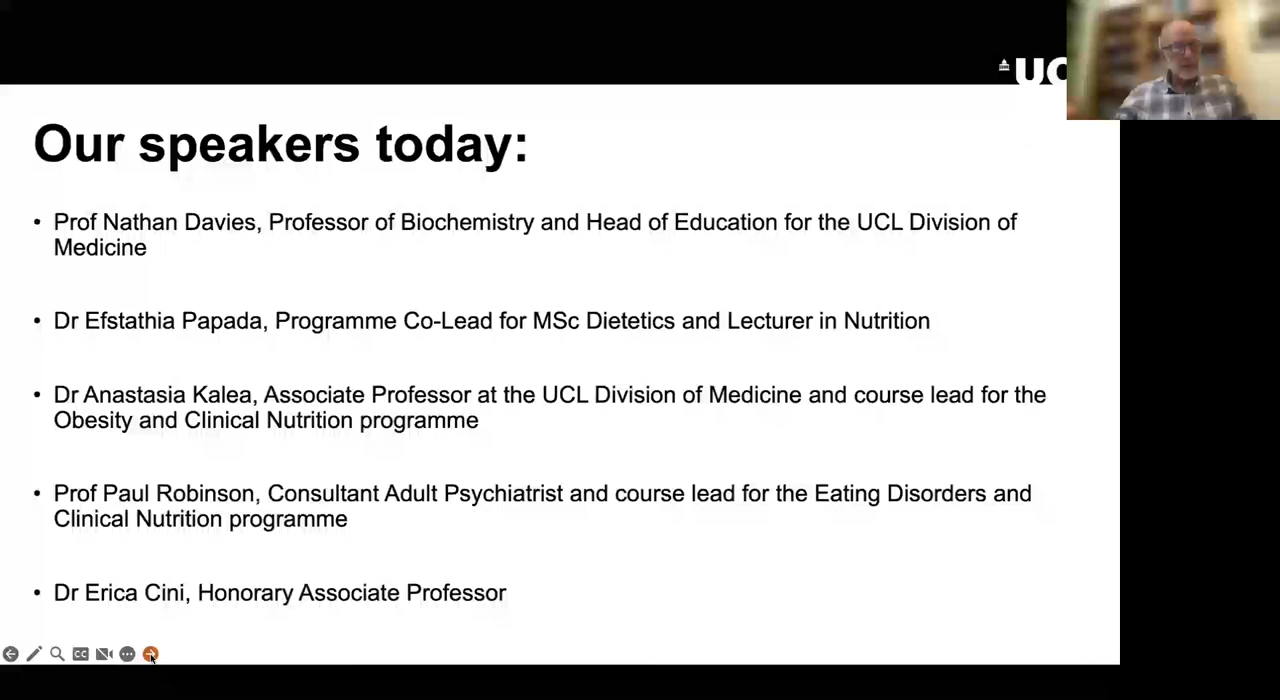 UC
Our speakers today:
• Prof Nathan Davies, Professor of Biochemistry and Head of Education for the UCL Division of
Medicine
• Dr Efstathia Papada, Programme Co-Lead for MSc Dietetics and Lecturer in Nutrition
• Dr Anastasia Kalea, Associate Professor at the UCL Division of Medicine and course lead for the
Obesity and Clinical Nutrition programme
• Prof Paul Robinson, Consultant Adult Psychiatrist and course lead for the Eating Disorders and
Clinical Nutrition programme
• Dr Erica Cini, Honorary Associate Professor
CC